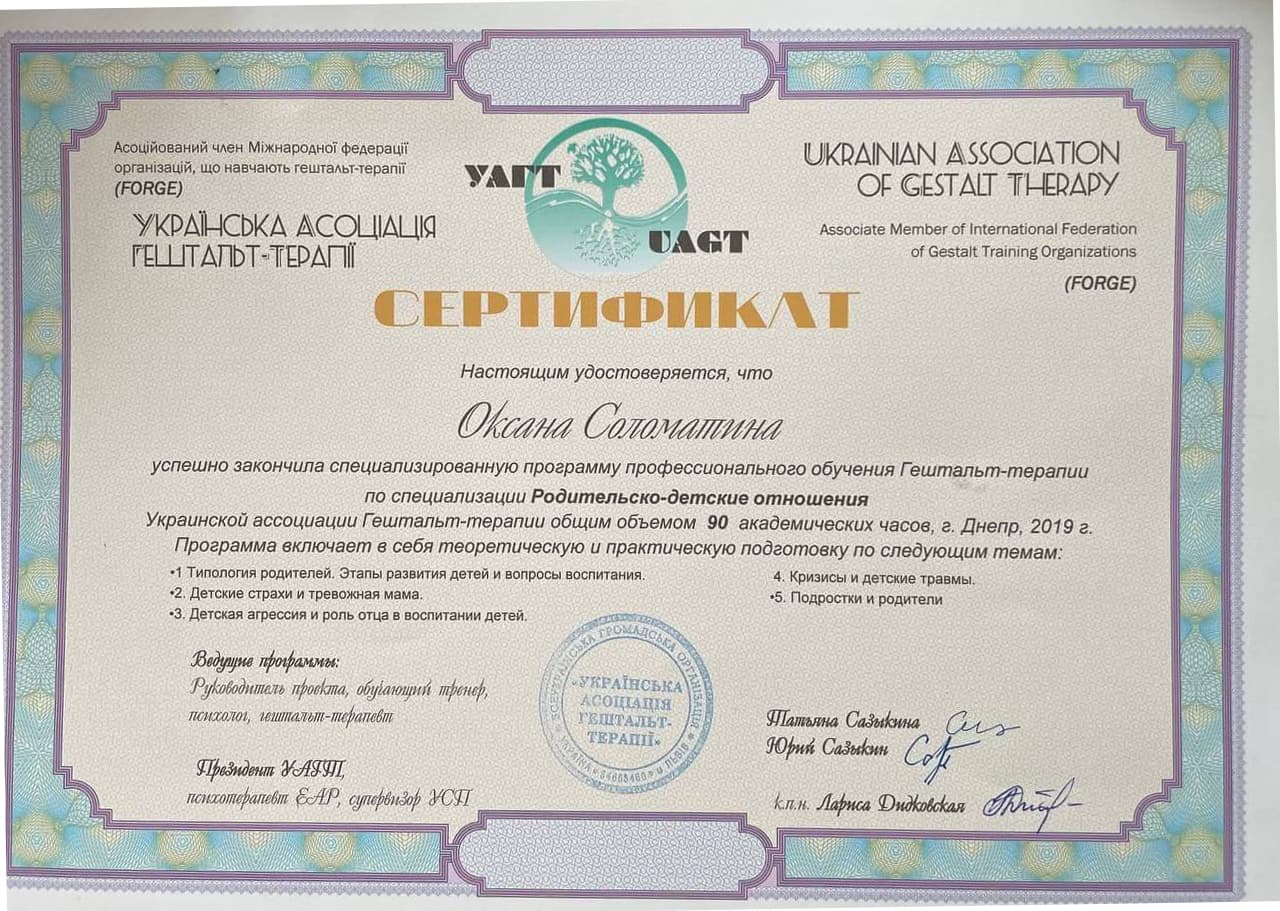 Асоційований член Міжнародної федерації
організацій, що навчають гештальт-терапії
(FORGE)
УКРАЇНСЬКА АСОЦІАЦІЯ
ГЕШТАЛЬТ-ТЕРАПІЇ
УАГТ
UAGT
UKRAINIAN ASSOCIATION
OF GESTALT THERAPY
Associate Member of International Federation
of Gestalt Training Organizations
(FORGE)
СЕРТИФИКАТ
Настоящим удостоверяется, что
Оксана Соломатина
успешно закончила специализированную программу профессионального обучения Гештальт-терапии
по специализации Родительско-детские отношения
Украинской ассоциации Гештальт-терапии общим объемом 90 академических часов, г. Днепр, 2019 г.
Программа включает в себя теоретическую и практическую подготовку по следующим темам:
•1 Типология родителей. Этапы развития детей и вопросы воспитания.
•2. Детские страхи и тревожная мама.
•3. Детская агрессия и роль отца в воспитании детей.
4. Кризисы и детские травмы.
•5. Подростки и родители
Ведущие программы:
Руководитель проекта, обучающий тренер,
психолог, гештальт-терапевт
Президент УАГТ,
психотерапевт ЕАР, супервизор УСП
ВСЕУКРАЇНСЬКА ГРОМАДСЬКА ОРГАНІЗАЦІЯ
«УКРАЇНСЬКА
АСОЦІАЦІЯ
ГЕШТАЛЬТ-
ТЕРАПІЇ»
УКРАЇНА м. ЛЬВІВ
Татьяна Сазыкина
Юрий Сазыкин
к.п.н. Лариса Дидковская